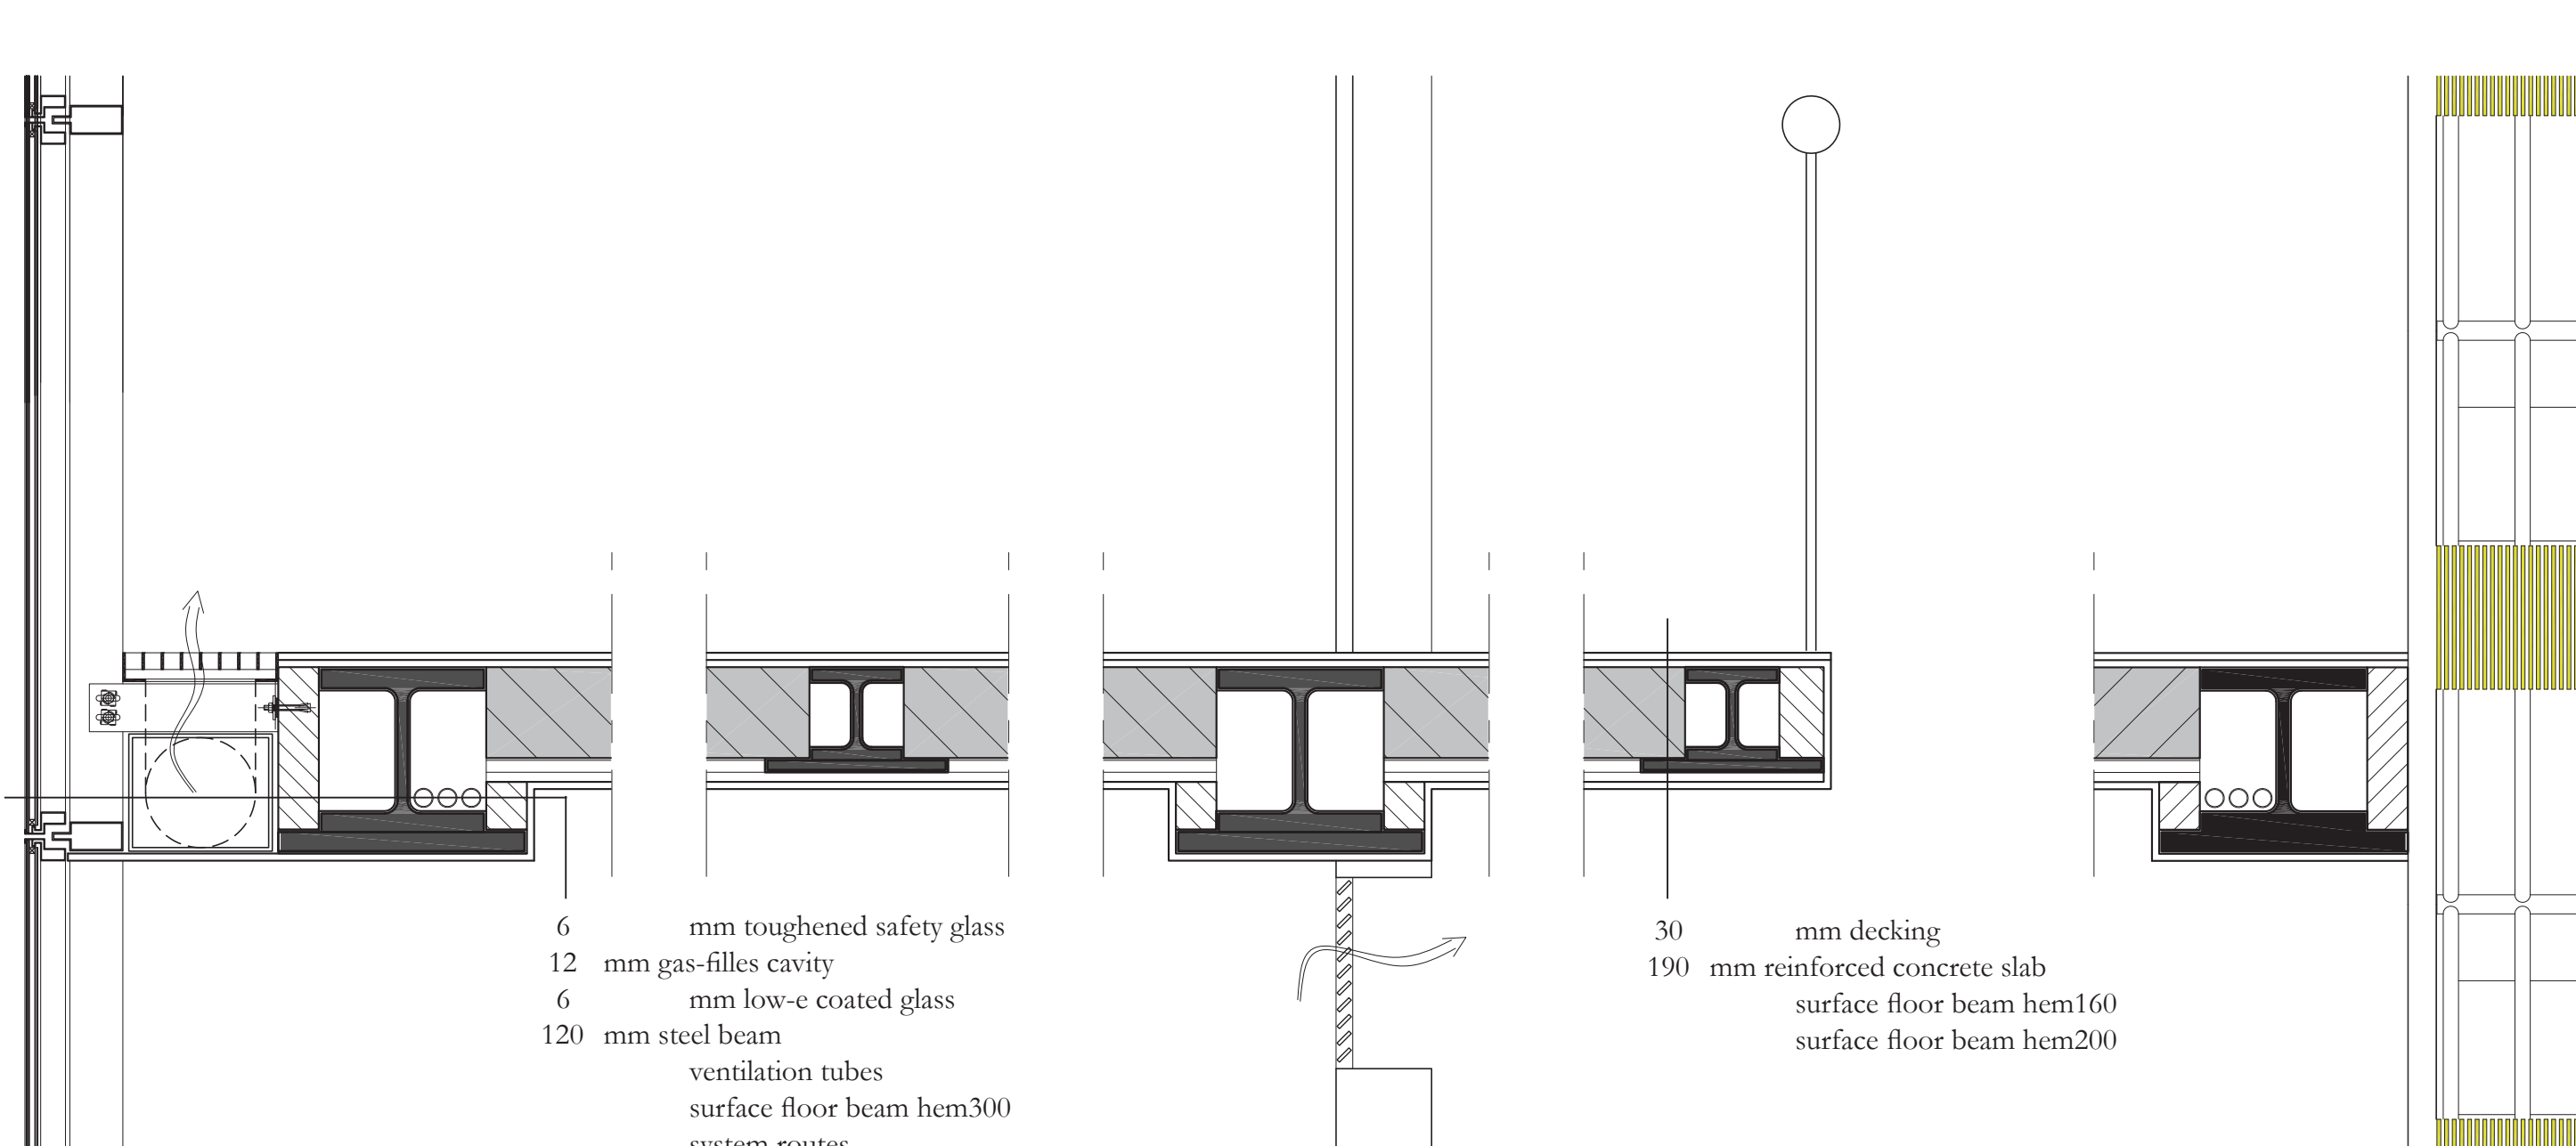 6 mm toughened safety glass
12 mm gas-filles cavity
6 mm low-e coated glass
120 mm steel beam
ventilation tubes
surface floor beam hem300
system routes
30 mm decking
190 mm reinforced concrete slab
surface floor beam hem160
surface floor beam hem200